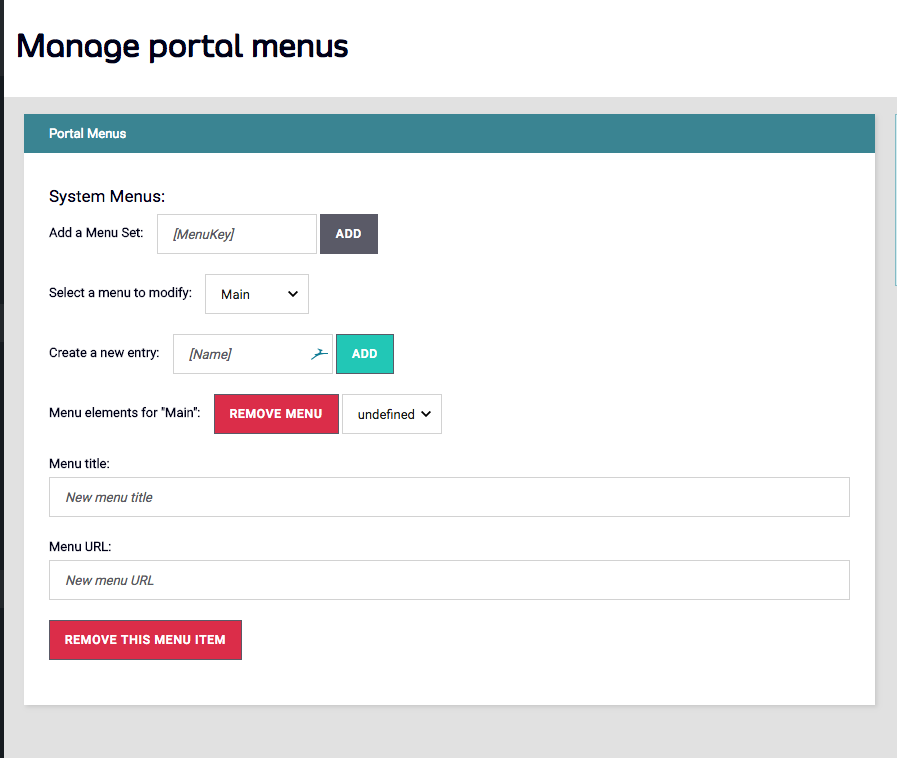 Manage portal menus
Portal Menus
System Menus:
Add a Menu Set: [MenuKey] ADD
Select a menu to modify: Main
Create a new entry: [Name] ADD
Menu elements for "Main": REMOVE MENU undefined
Menu title:
New menu title
Menu URL:
New menu URL
REMOVE THIS MENU ITEM